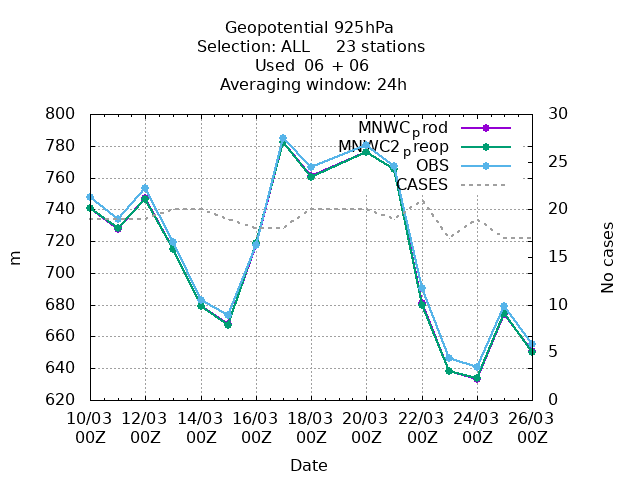 Geopotential 925hPa
Selection: ALL 23 stations
Used 06 + 06
Averaging window: 24h
800
780
760
740
720
700
680
660
640
620
m
30
25
20
15
10
5
0
No cases
MNWCprod
MNWC2preop
OBS
CASES
10/03 12/03 14/03 16/03 18/03 20/03 22/03 24/03 26/03
00Z 00Z 00Z 00Z 00Z 00Z 00Z 00Z 00Z
Date